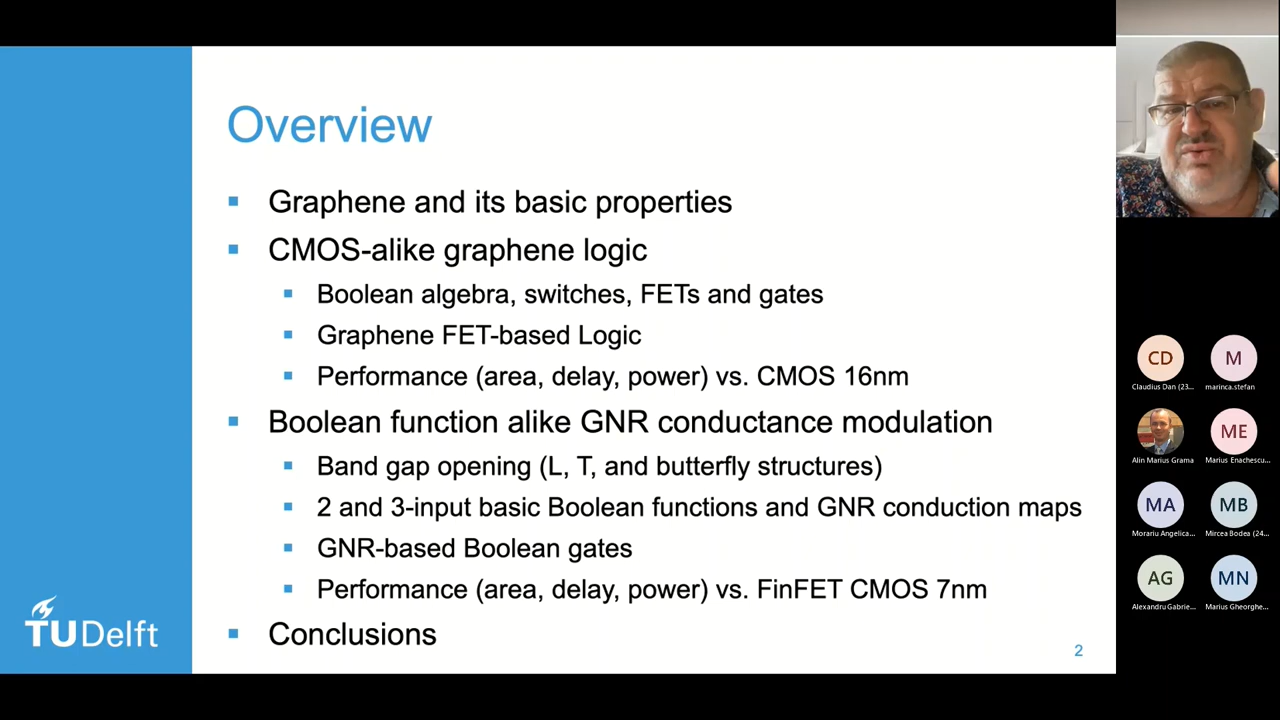 Overview
Graphene and its basic properties
CMOS-alike graphene logic
Boolean algebra, switches, FETs and gates
Graphene FET-based Logic
Performance (area, delay, power) vs. CMOS 16nm
Boolean function alike GNR conductance modulation
Band gap opening (L, T, and butterfly structures)
2 and 3-input basic Boolean functions and GNR conduction maps
GNR-based Boolean gates
Performance (area, delay, power) vs. FinFET CMOS 7nm
Conclusions
2
TUDelft
CD
M
Claudius Dan (23...
marinca.stefan
ME
Alin Marius Grama
Marius Enachescu...
MA
MB
Morariu Angelica...
Mircea Bodea (24...
AG
MN
Alexandru Gabrie...
Marius Gheorghe...